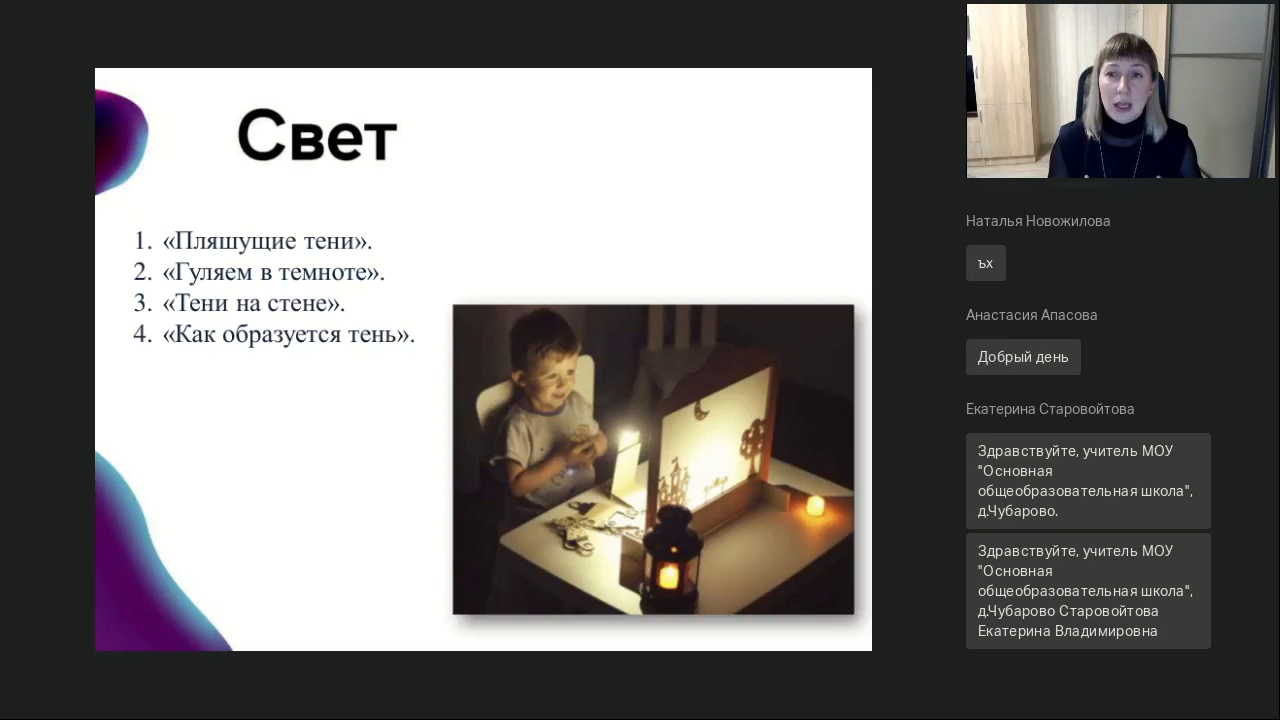 Свет
1. «Пляшущие тени».
2. «Гуляем в темноте».
3. «Тени на стене».
4. «Как образуется тень».
Наталья Новожилова
ъх
Анастасия Апасова
Добрый день
Екатерина Старовойтова
Здравствуйте, учитель МОУ
"Основная
общеобразовательная школа",
д.Чубарово.
Здравствуйте, учитель МОУ
"Основная
общеобразовательная школа",
д.Чубарово Старовойтова
Екатерина Владимировна